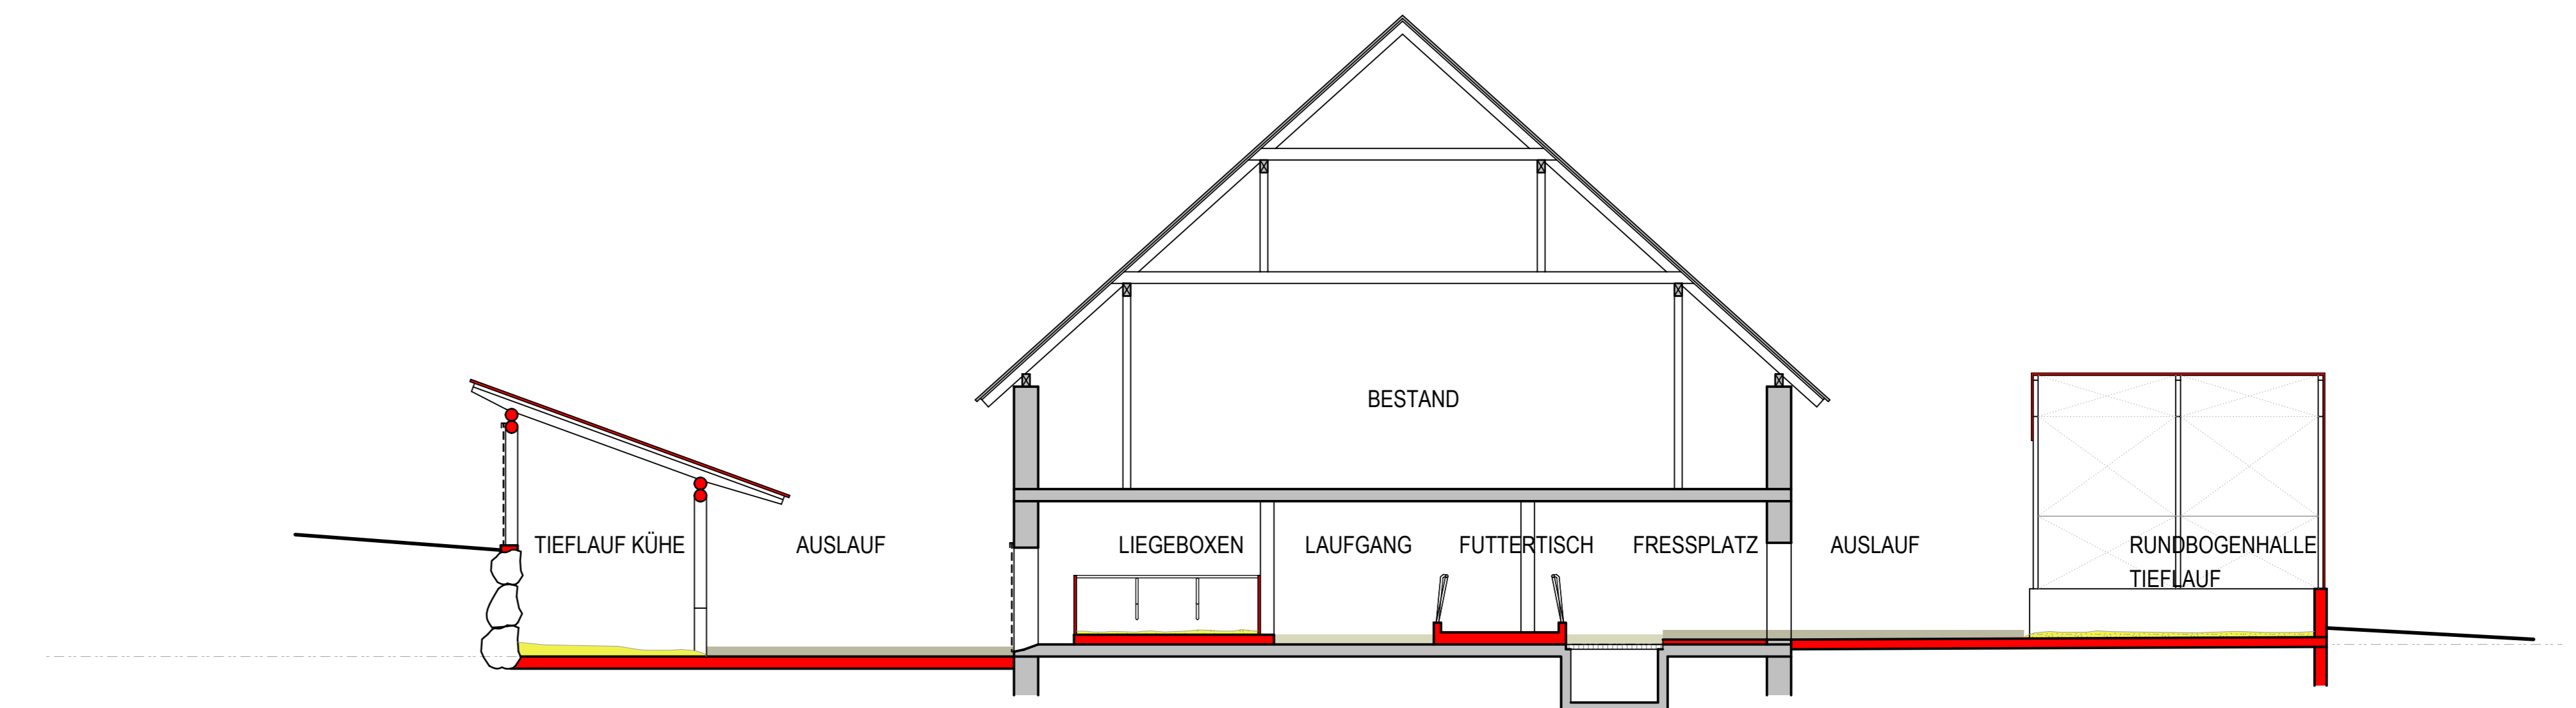 BESTAND
TIEFLAUF KÜHE
AUSLAUF
LIEGEBOXEN
LAUFGANG
FUTTERTISCH
FRESSPLATZ
AUSLAUF
RUNDBOGENHALLE
TIEFLAUF